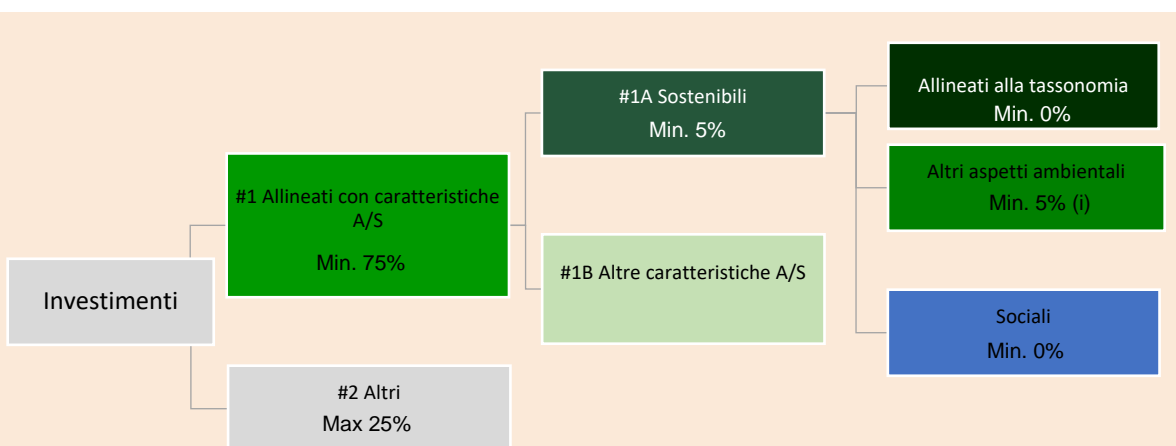 Investimenti
#1 Allineati con caratteristiche
A/S
Min. 75%
#2 Altri
Max 25%
#1A Sostenibili
Min. 5%
#1B Altre caratteristiche A/S
Allineati alla tassonomia
Min. 0%
Altri aspetti ambientali
Min. 5% (i)
Sociali
Min. 0%